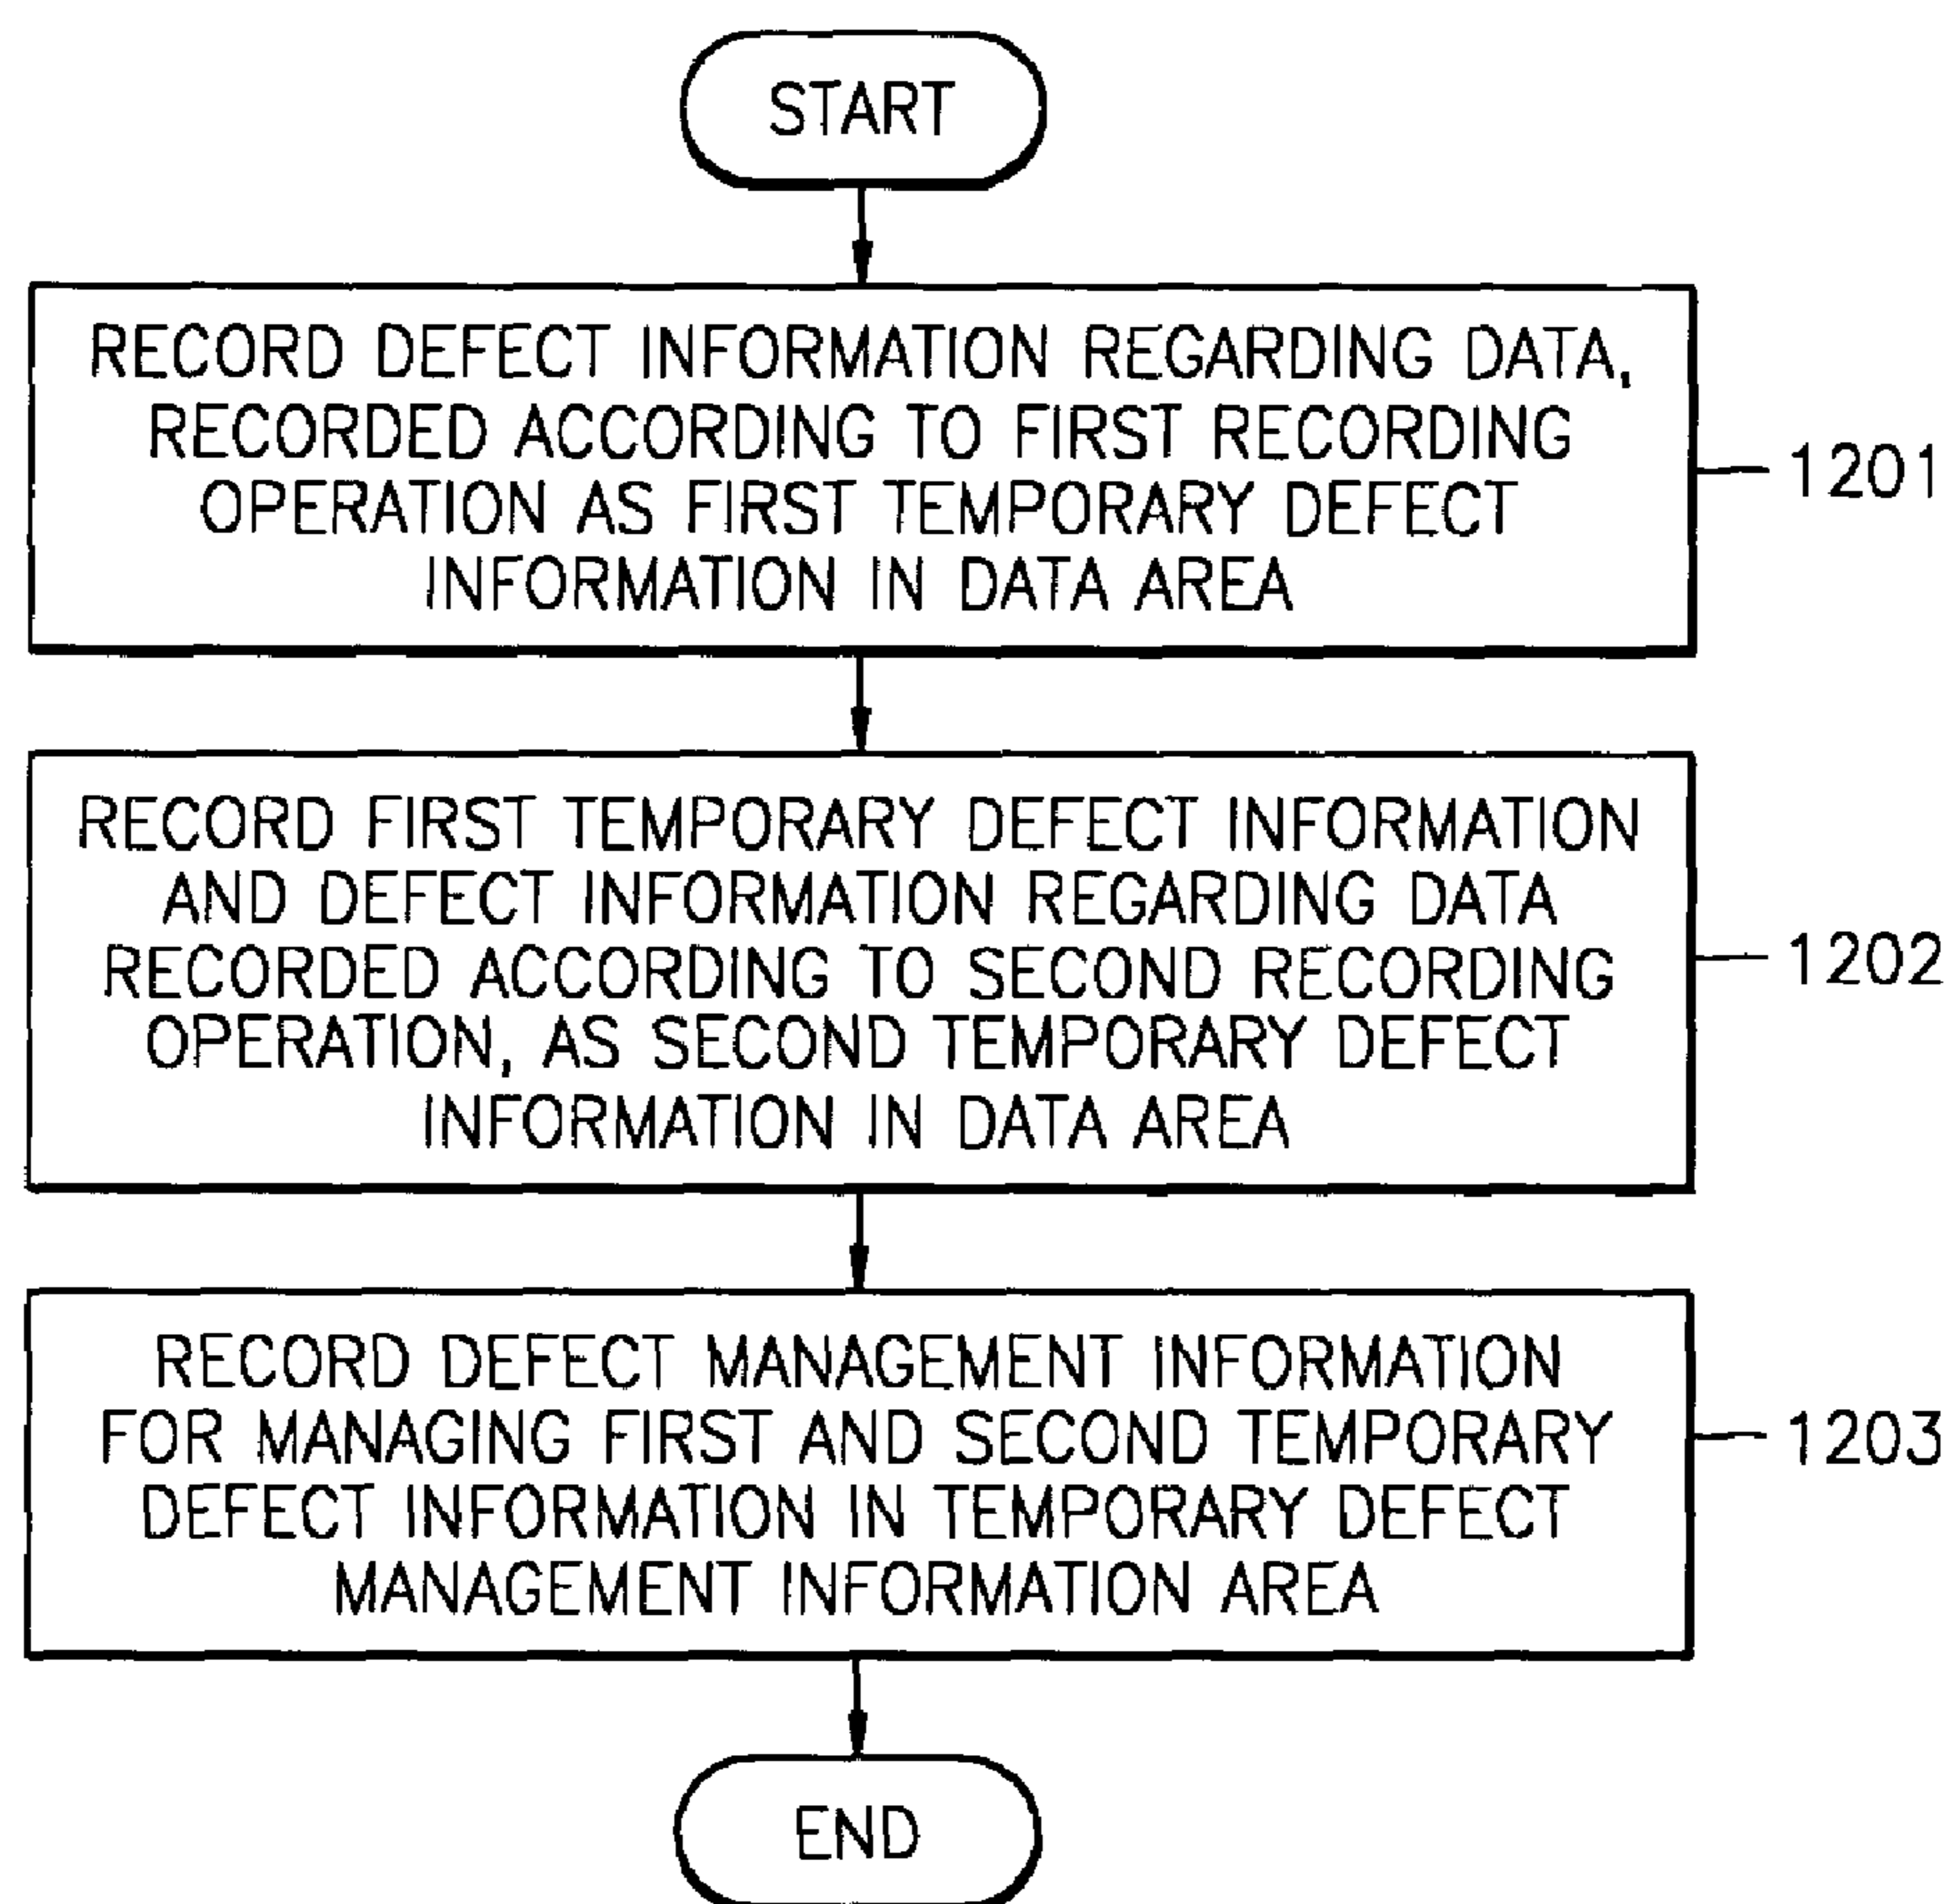 START
RECORD DEFECT INFORMATION REGARDING DATA,
RECORDED ACCORDING TO FIRST RECORDING
OPERATION AS FIRST TEMPORARY DEFECT
INFORMATION IN DATA AREA
1201
RECORD FIRST TEMPORARY DEFECT INFORMATION
AND DEFECT INFORMATION REGARDING DATA
RECORDED ACCORDING TO SECOND RECORDING
OPERATION, AS SECOND TEMPORARY DEFECT
INFORMATION IN DATA AREA
1202
RECORD DEFECT MANAGEMENT INFORMATION
FOR MANAGING FIRST AND SECOND TEMPORARY
DEFECT INFORMATION IN TEMPORARY DEFECT
MANAGEMENT INFORMATION AREA
1203
END